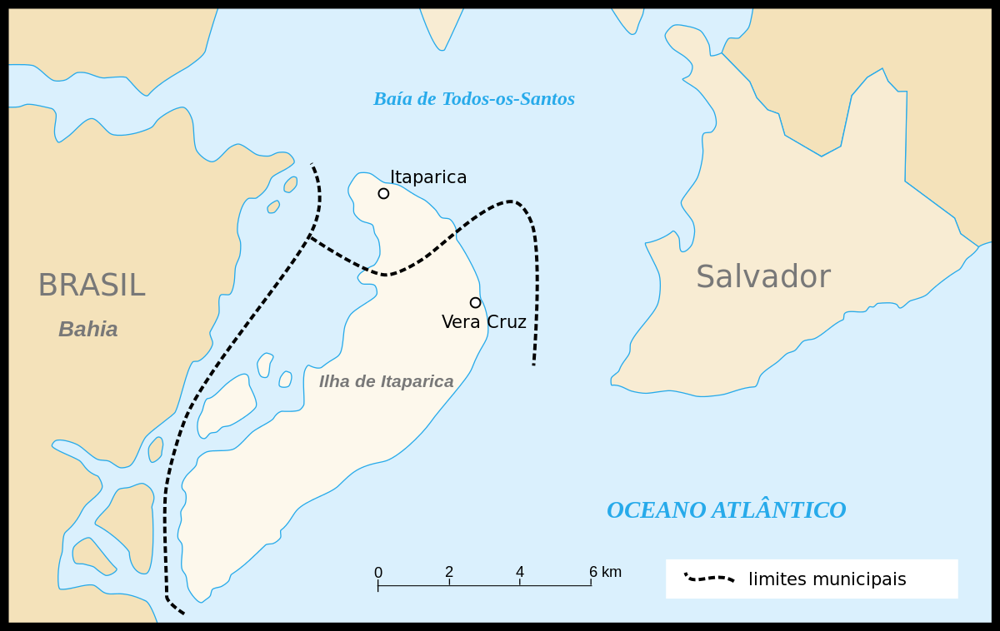 Baía de Todos-os-Santos
Itaparica
BRASIL
Bahia
Salvador
Vera Cruz
Ilha de Itaparica
OCEANO ATLÂNTICO
0 2 4 6 km
limites municipais